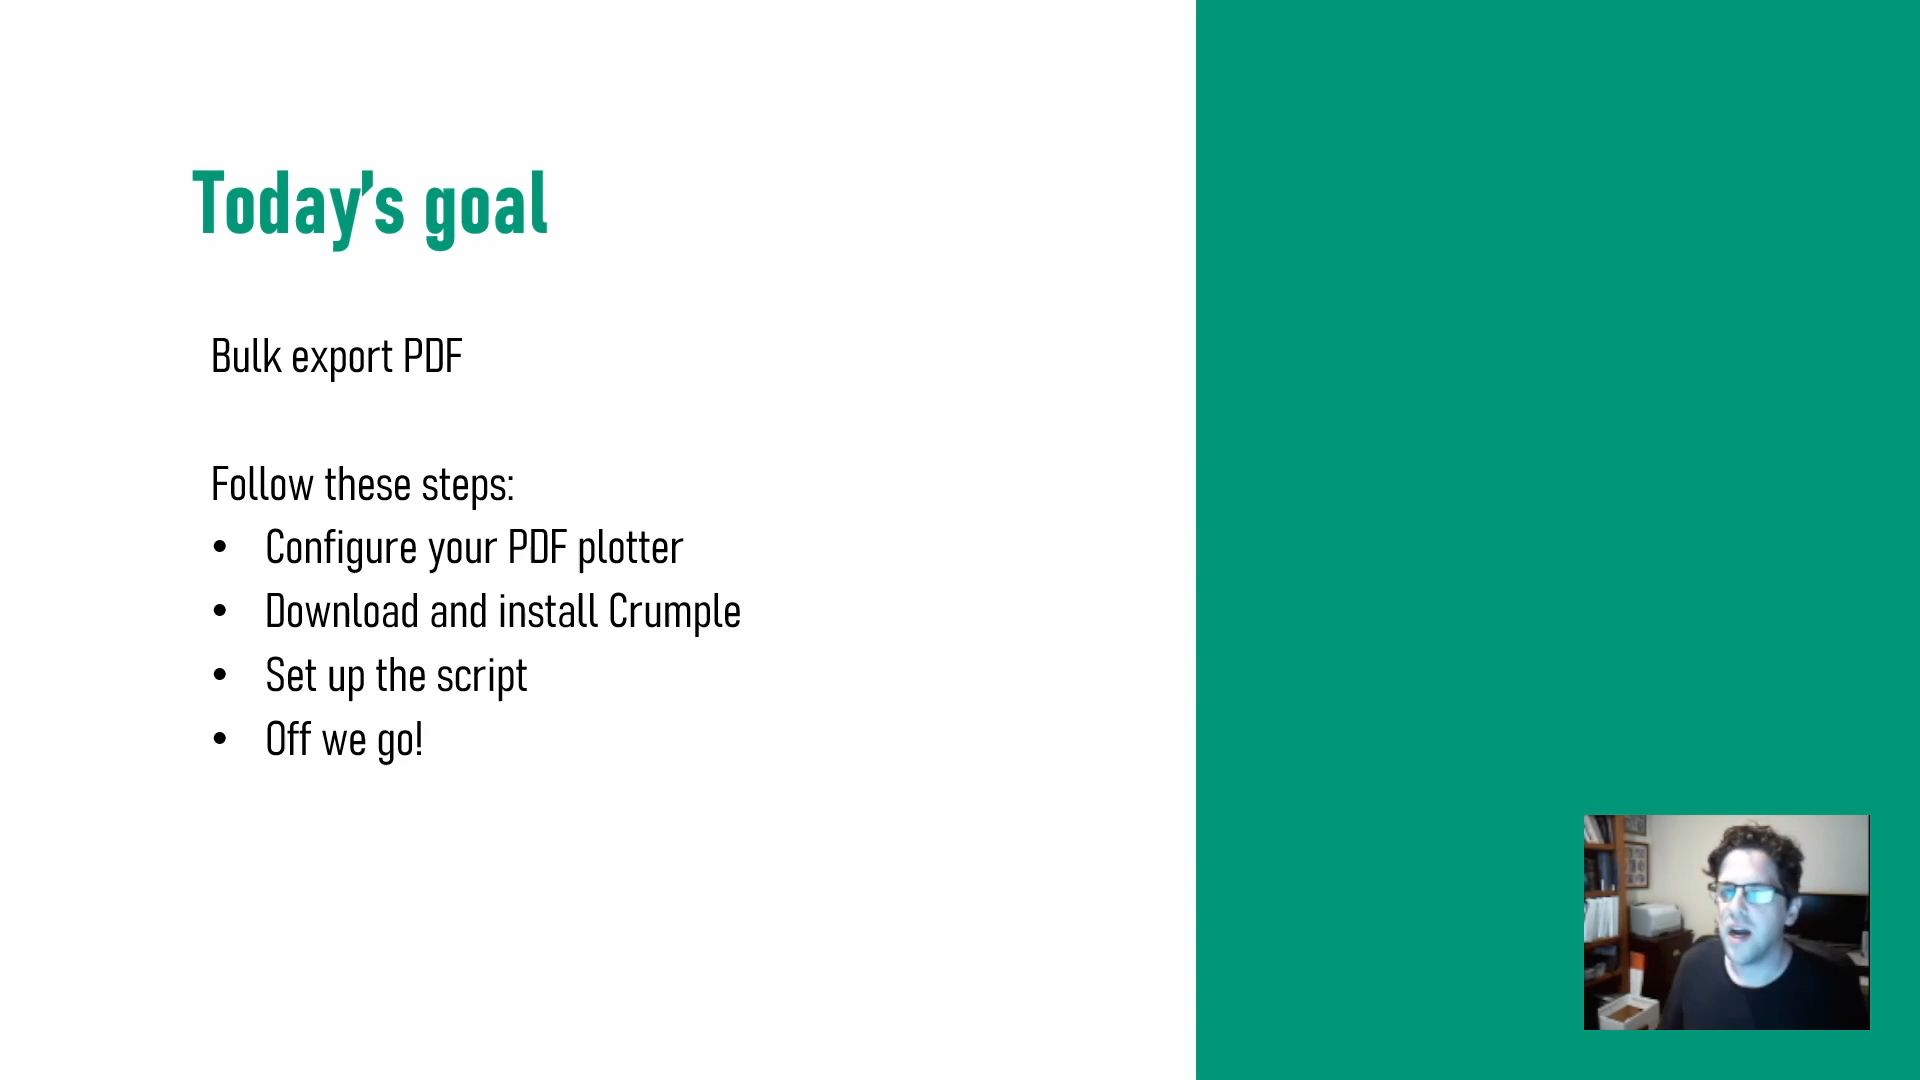 Today’s goal
Bulk export PDF
Follow these steps:
• Configure your PDF plotter
• Download and install Crumple
• Set up the script
• Off we go!